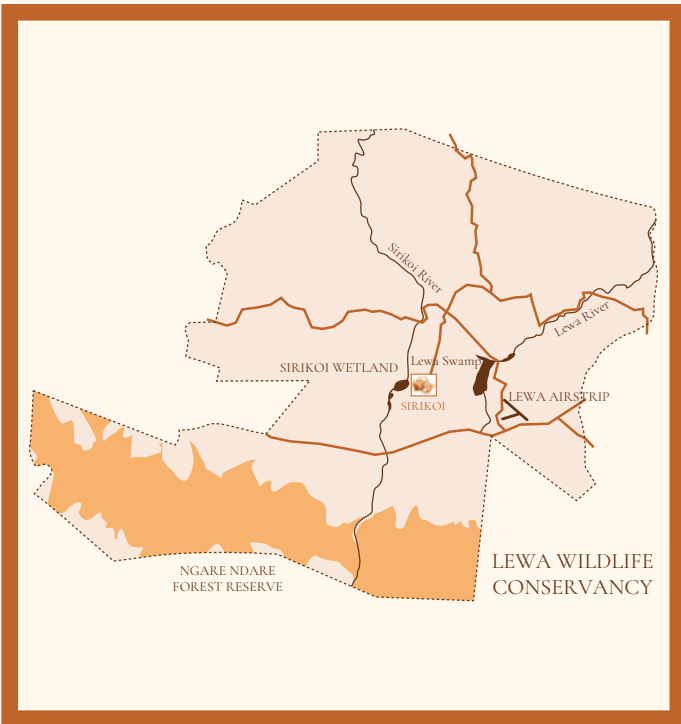 Sirikoi River
Lewa River
Lewa Swamp
SIRIKOI WETLAND
LEWA AIRSTRIP
SIRIKOI
LEWA WILDLIFE
CONSERVANCY
NGARE NDARE
FOREST RESERVE